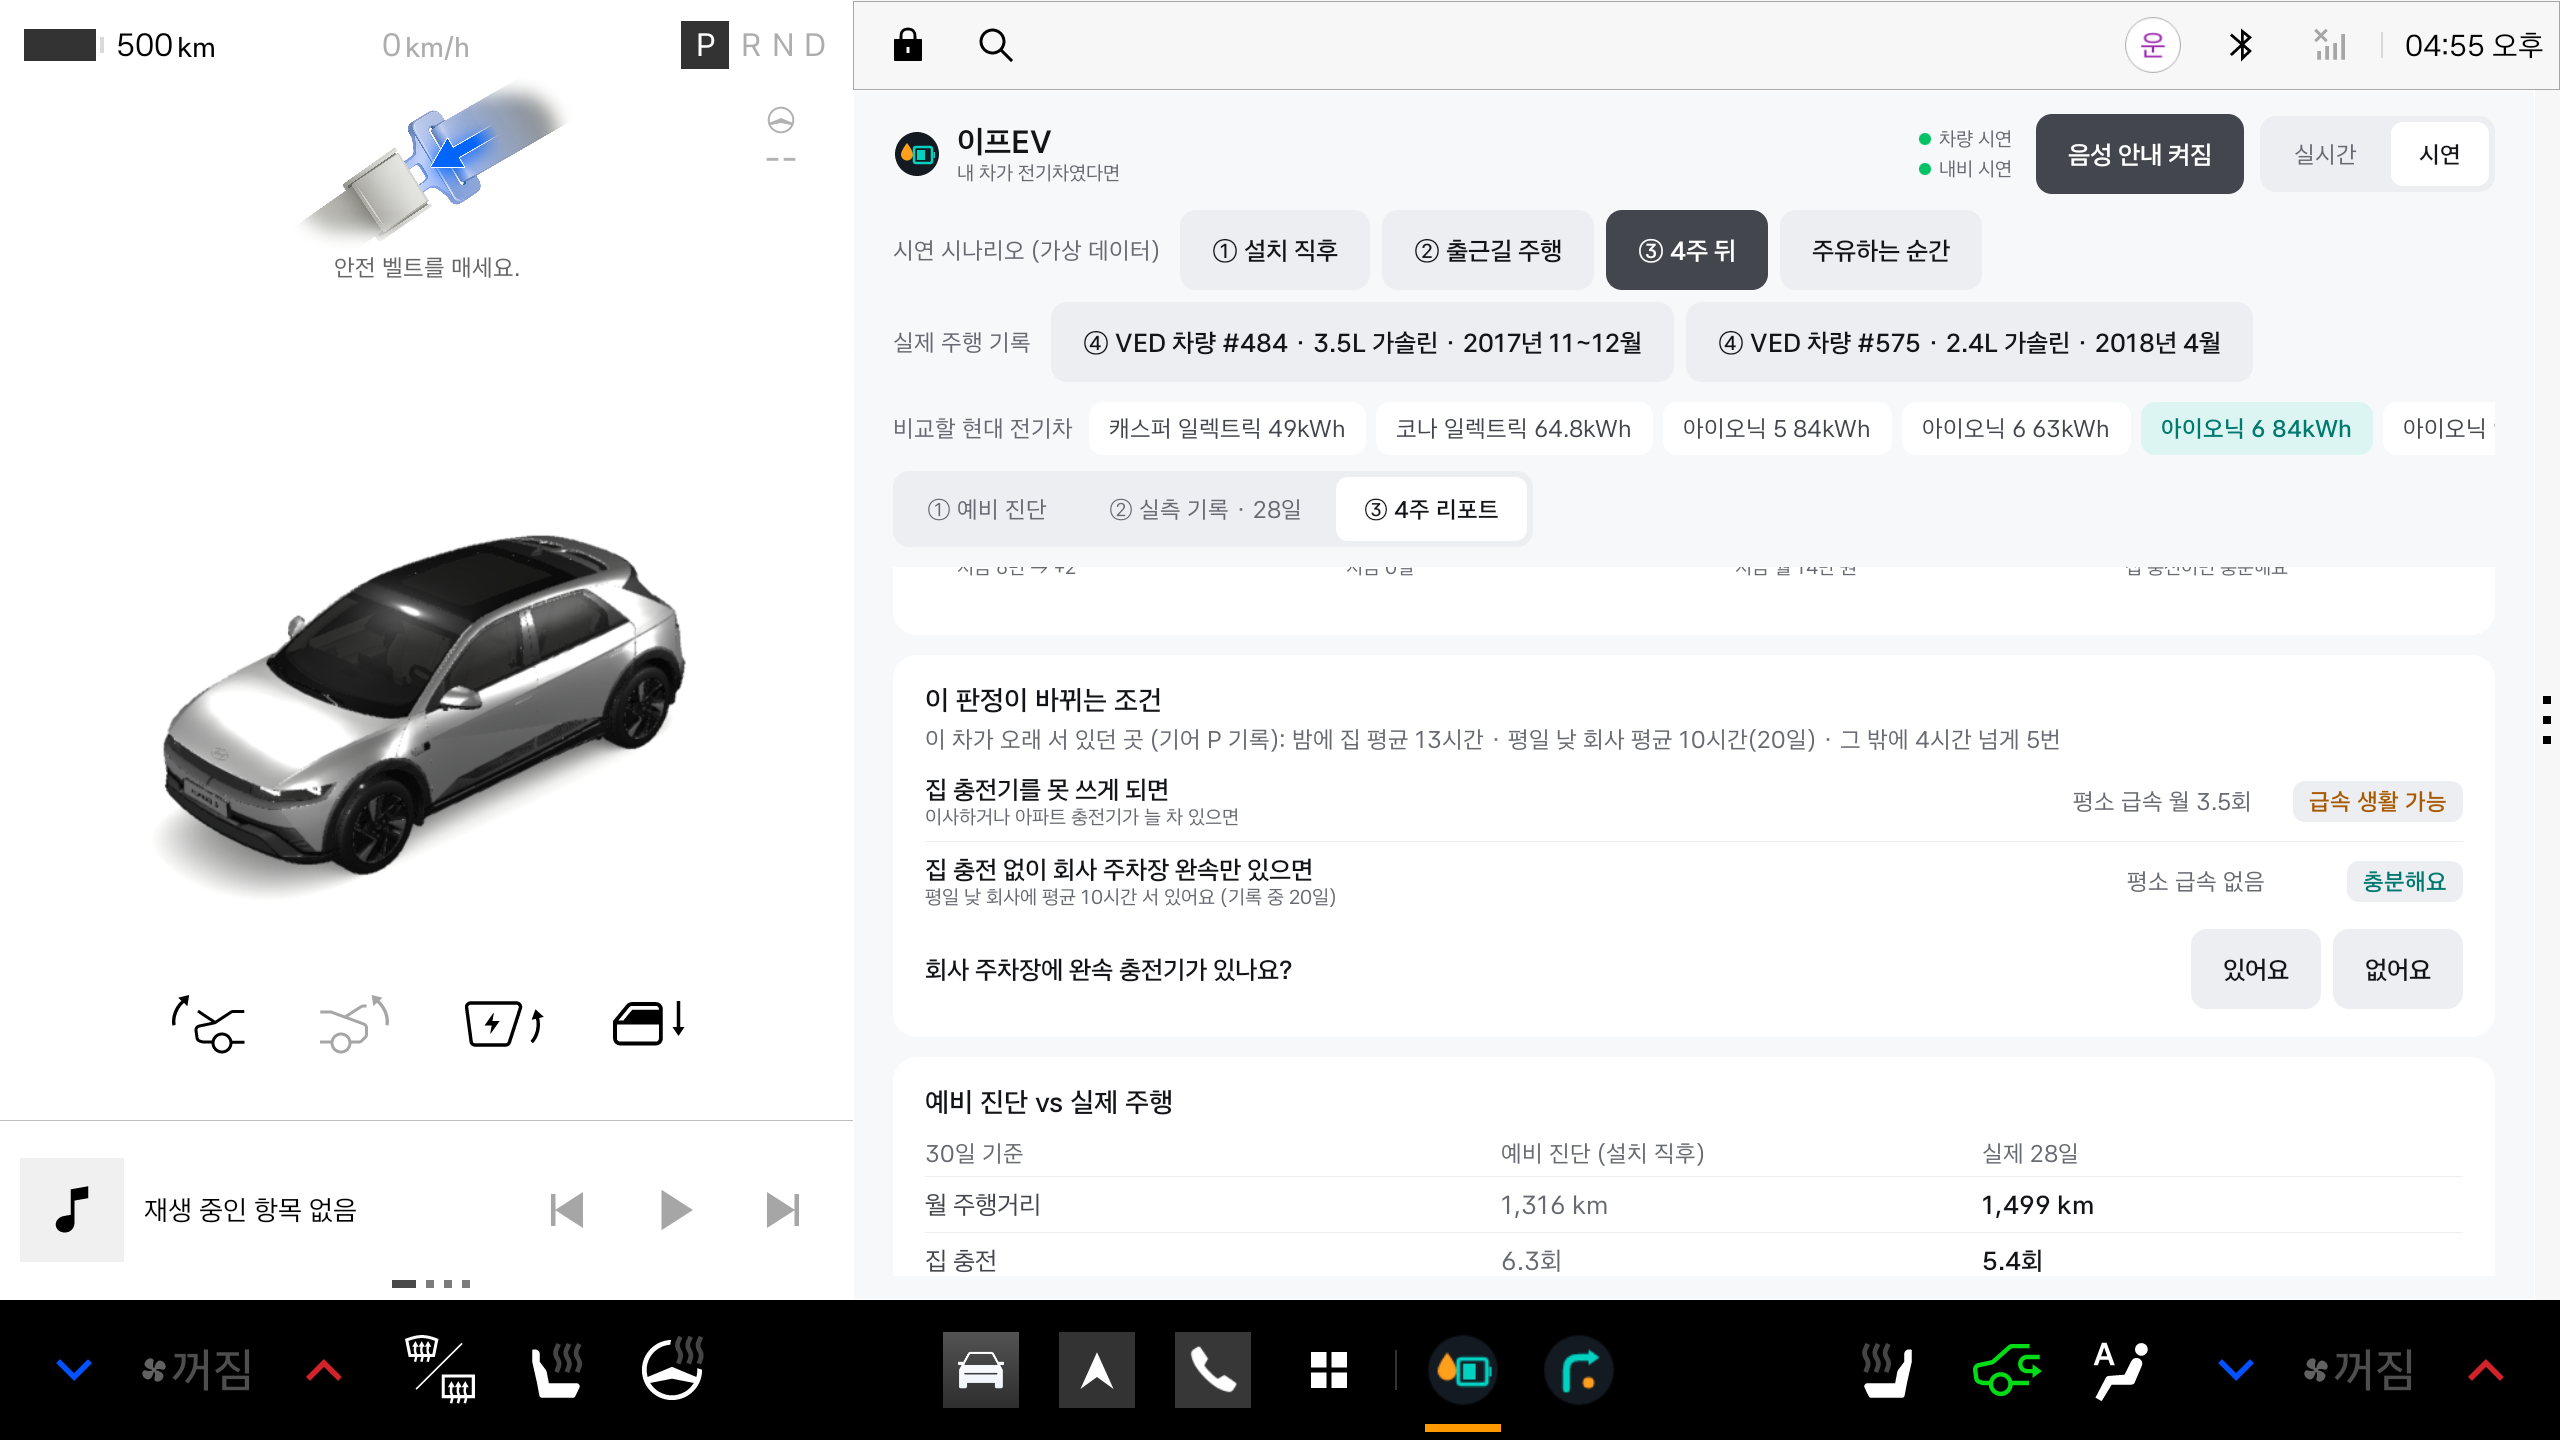 500 km
0 km/h
P R N D
안전 벨트를 매세요.
재생 중인 항목 없음
운
04:55 오후
이프EV
내 차가 전기차였다면
차량 시연
내비 시연
음성 안내 켜짐
실시간
시연
시연 시나리오 (가상 데이터)
① 설치 직후
② 출근길 주행
③ 4주 뒤
주유하는 순간
실제 주행 기록
④ VED 차량 #484 · 3.5L 가솔린 · 2017년 11~12월
④ VED 차량 #575 · 2.4L 가솔린 · 2018년 4월
비교할 현대 전기차
캐스퍼 일렉트릭 49kWh
코나 일렉트릭 64.8kWh
아이오닉 5 84kWh
아이오닉 6 63kWh
아이오닉 6 84kWh
아이오닉
① 예비 진단
② 실측 기록 · 28일
③ 4주 리포트
이 판정이 바뀌는 조건
이 차가 오래 서 있던 곳 (기어 P 기록): 밤에 집 평균 13시간 · 평일 낮 회사 평균 10시간(20일) · 그 밖에 4시간 넘게 5번
집 충전기를 못 쓰게 되면
이사하거나 아파트 충전기가 늘 차 있으면
평소 급속 월 3.5회
급속 생활 가능
집 충전 없이 회사 주차장 완속만 있으면
평일 낮 회사에 평균 10시간 서 있어요 (기록 중 20일)
평소 급속 없음
충분해요
회사 주차장에 완속 충전기가 있나요?
있어요
없어요
예비 진단 vs 실제 주행
30일 기준 예비 진단 (설치 직후) 실제 28일
월 주행거리 1,316 km 1,499 km
집 충전 6.3회 5.4회
꺼짐
A
꺼짐